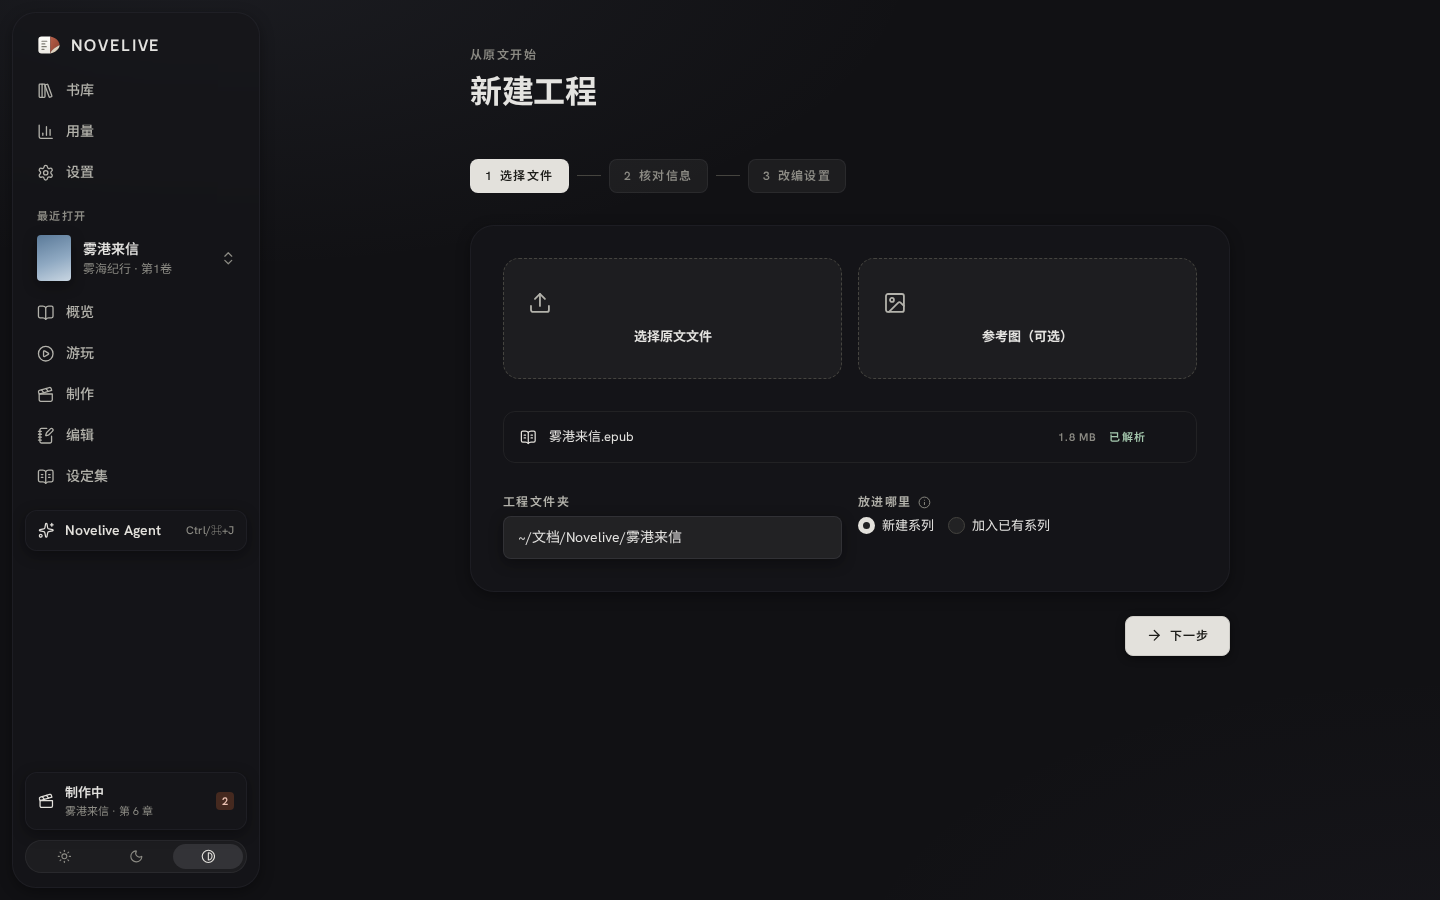 NOVELIVE
书库
用量
设置
最近打开
雾港来信
雾海纪行 · 第1卷
概览
游玩
制作
编辑
设定集
Novelive Agent Ctrl/⌘+J
制作中
雾港来信 · 第 6 章
2
从原文开始
新建工程
1 选择文件
2 核对信息
3 改编设置
选择原文文件
参考图（可选）
雾港来信.epub 1.8 MB 已解析
工程文件夹
~/文档/Novelive/雾港来信
放进哪里
新建系列 加入已有系列
下一步